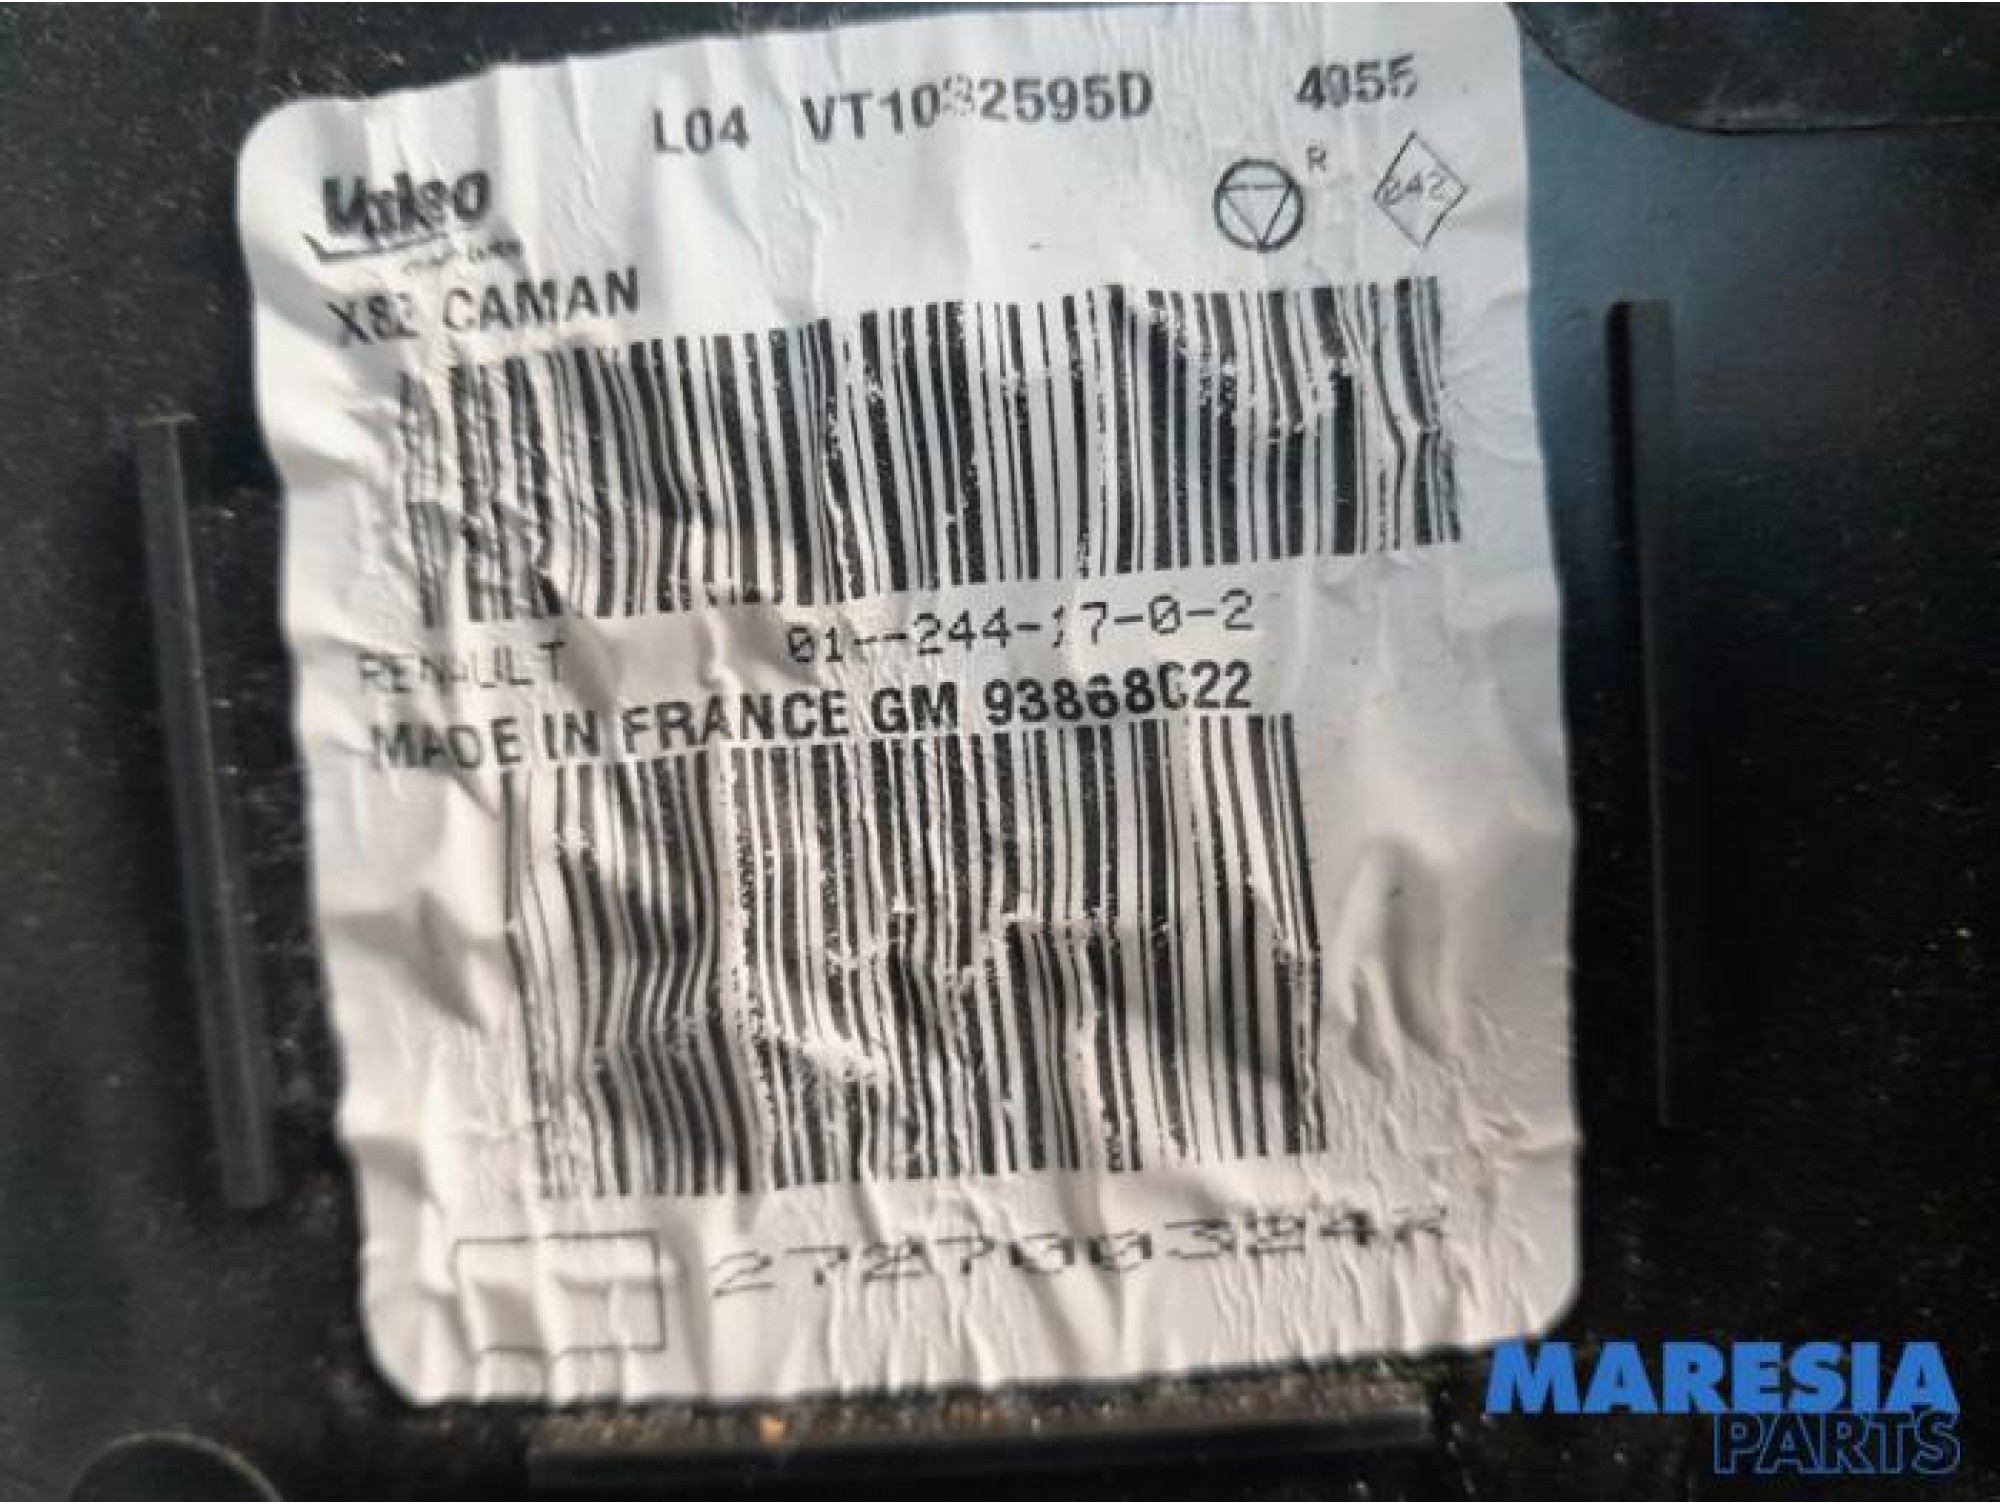 L04 VT1032595D 4955
R
Valeo
X82 CAMAN
RENAULT 01--244-17-0-2
MADE IN FRANCE GM 93868022
MARESIA
PARTS